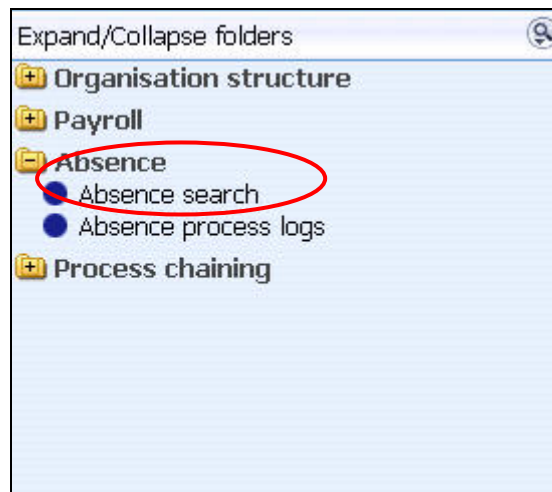 Expand/Collapse folders
Organisation structure
Payroll
Absence
Absence search
Absence process logs
Process chaining